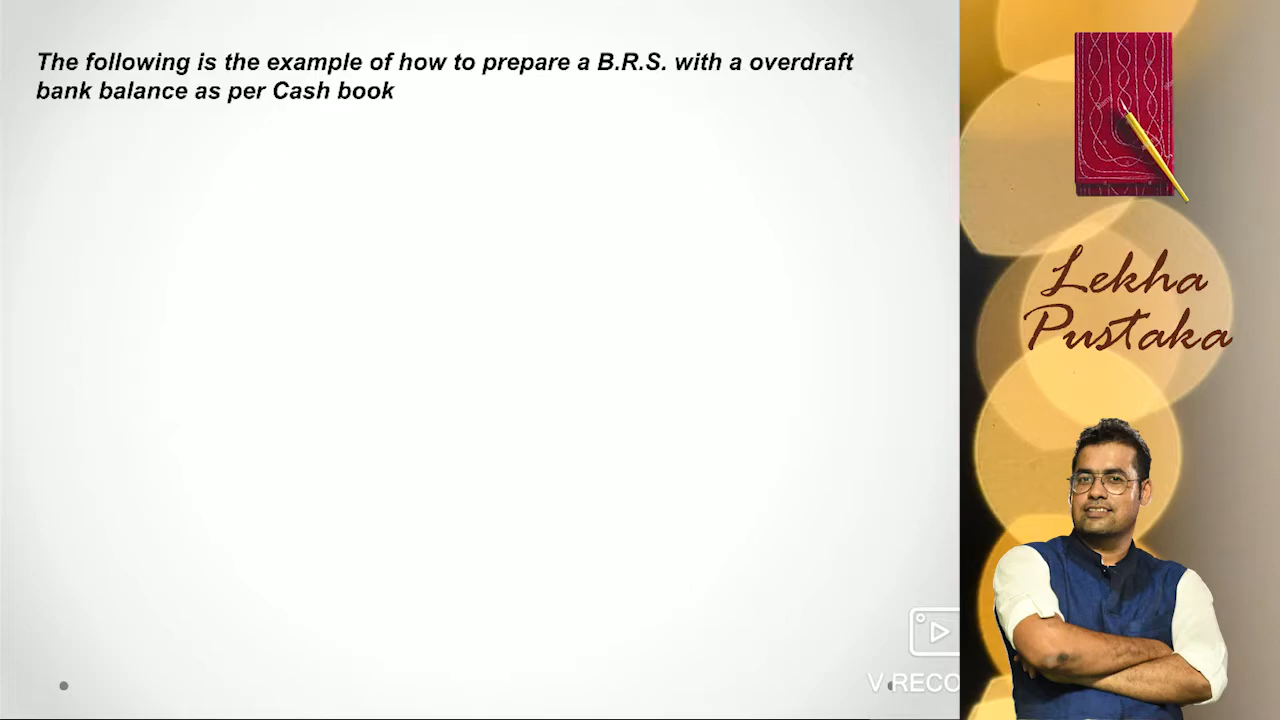 The following is the example of how to prepare a B.R.S. with a overdraft
bank balance as per Cash book
Lekha
Pustaka
V RECO